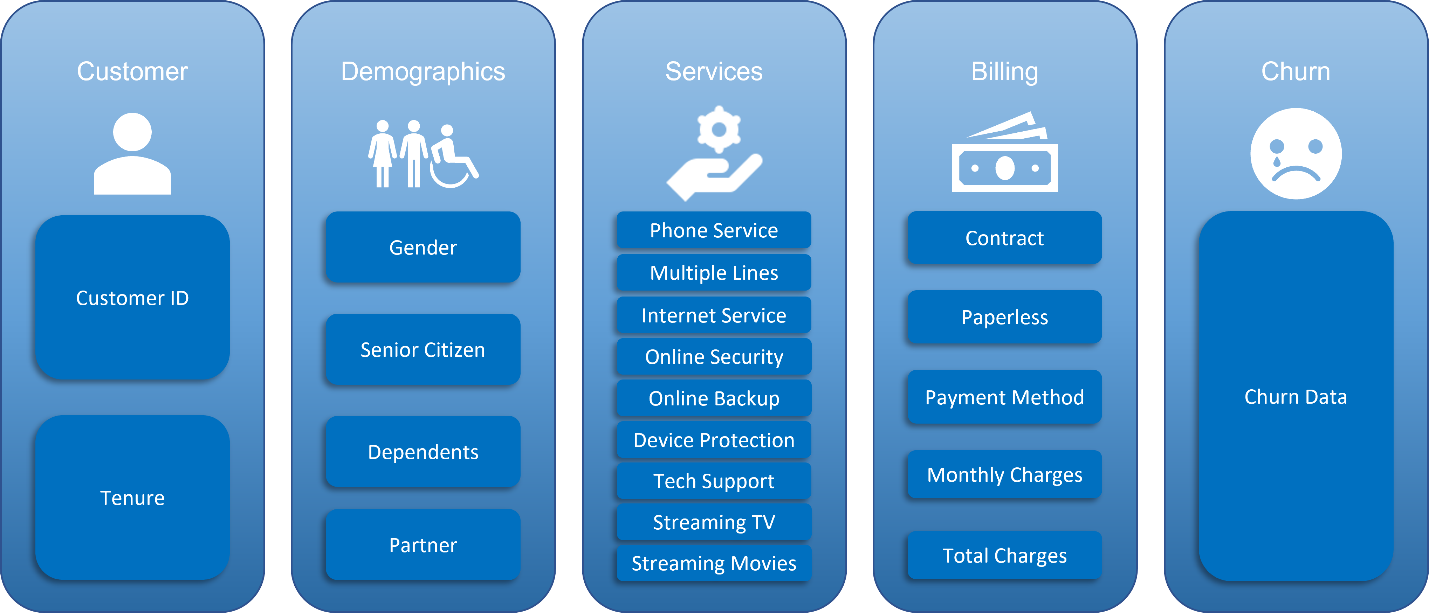 Customer
Customer ID
Tenure
Demographics
Gender
Senior Citizen
Dependents
Partner
Services
Phone Service
Multiple Lines
Internet Service
Online Security
Online Backup
Device Protection
Tech Support
Streaming TV
Streaming Movies
Billing
Contract
Paperless
Payment Method
Monthly Charges
Total Charges
Churn
Churn Data